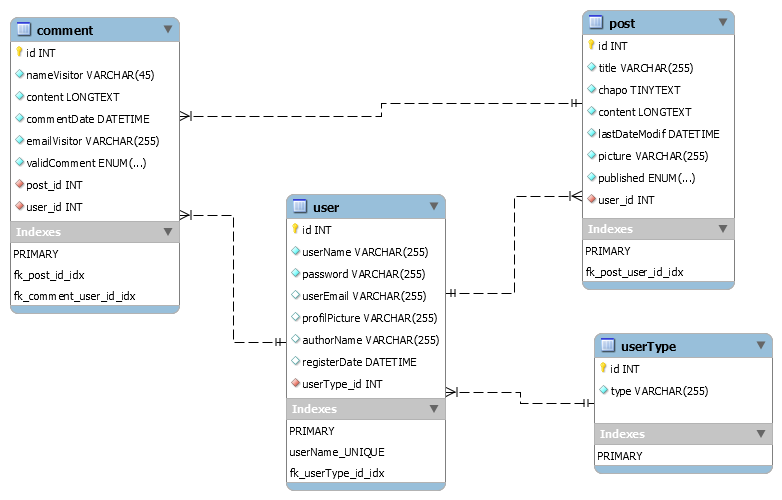 comment
id INT
nameVisitor VARCHAR(45)
content LONGTEXT
commentDate DATETIME
emailVisitor VARCHAR(255)
validComment ENUM(...)
post_id INT
user_id INT
Indexes
PRIMARY
fk_post_id_idx
fk_comment_user_id_idx
user
id INT
userName VARCHAR(255)
password VARCHAR(255)
userEmail VARCHAR(255)
profilPicture VARCHAR(255)
authorName VARCHAR(255)
registerDate DATETIME
userType_id INT
Indexes
PRIMARY
userName_UNIQUE
fk_userType_id_idx
post
id INT
title VARCHAR(255)
chapo TINYTEXT
content LONGTEXT
lastDateModif DATETIME
picture VARCHAR(255)
published ENUM(...)
user_id INT
Indexes
PRIMARY
fk_post_user_id_idx
userType
id INT
type VARCHAR(255)
Indexes
PRIMARY